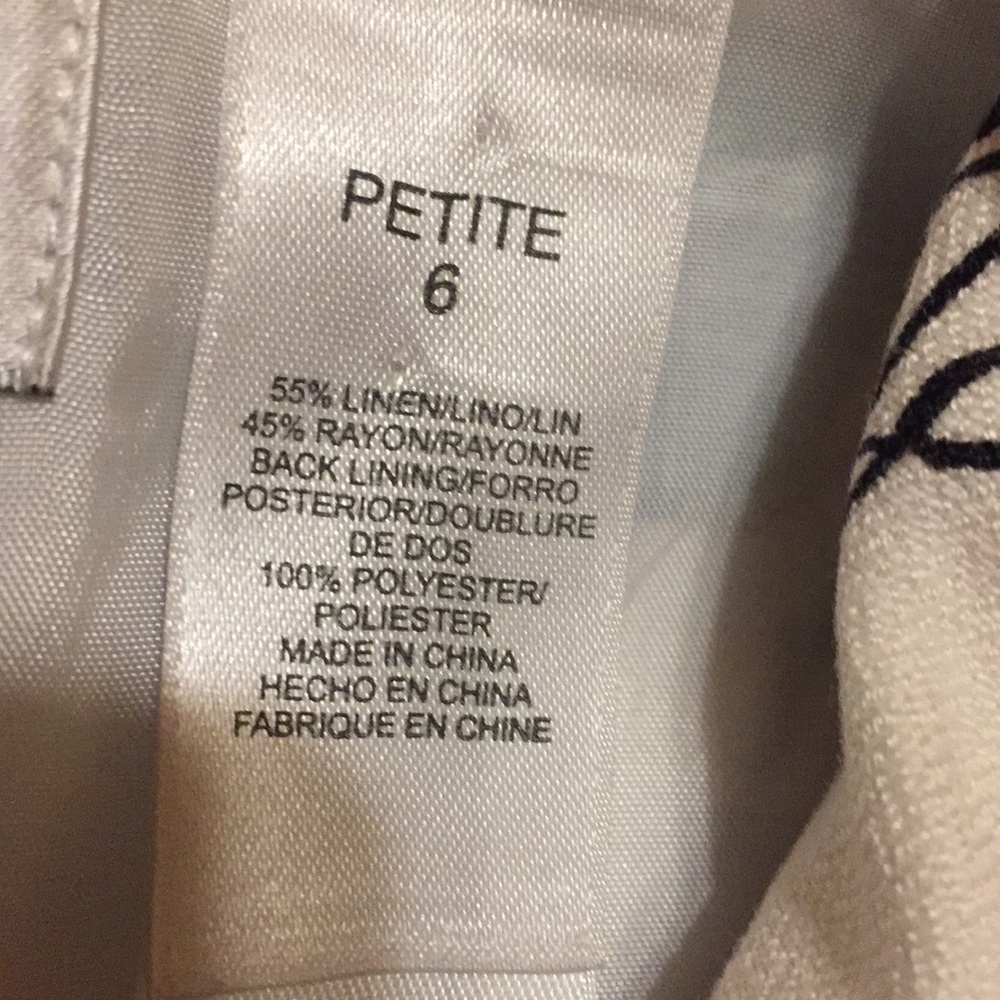 PETITE
6
55% LINEN/LINO/LIN
45% RAYON/RAYONNE
BACK LINING/FORRO
POSTERIOR/DOUBLURE
DE DOS
100% POLYESTER/
POLIESTER
MADE IN CHINA
HECHO EN CHINA
FABRIQUE EN CHINE